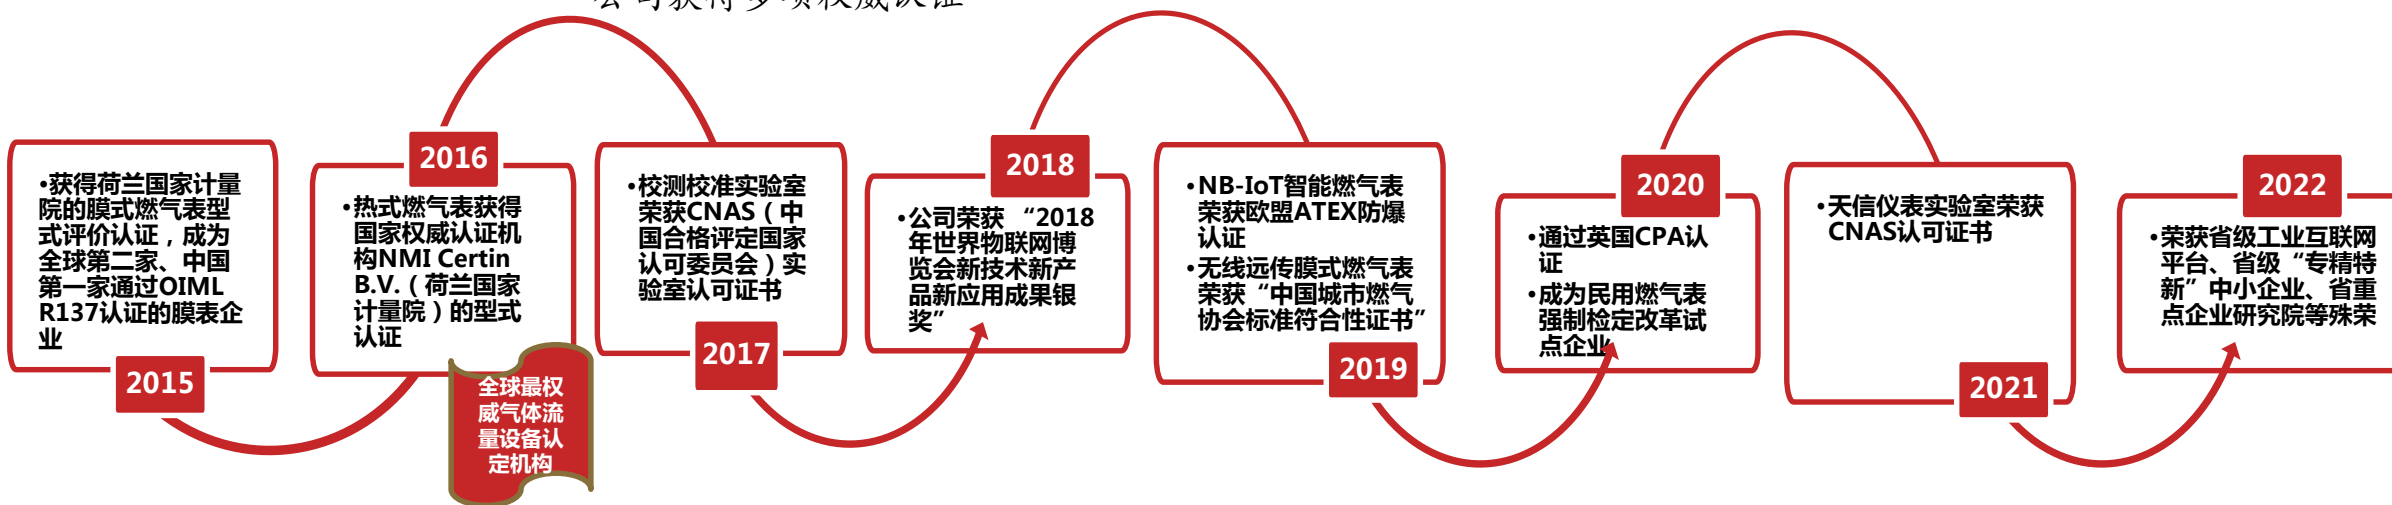 公司获得多项权威认证
•获得荷兰国家计量
院的膜式燃气表型
式评价认证，成为
全球第二家、中国
第一家通过OIML
R137认证的膜表企
业
2015
2016
•热式燃气表获得
国家权威认证机
构NMI Certin
B.V.（荷兰国家
计量院）的型式
认证
全球最权
威气体流
量设备认
定机构
•校测校准实验室
荣获CNAS（中
国合格评定国家
认可委员会）实
验室认可证书
2017
2018
•公司荣获 “2018
年世界物联网博
览会新技术新产
品新应用成果银
奖”
•NB-IoT智能燃气表
荣获欧盟ATEX防爆
认证
•无线远传膜式燃气表
荣获“中国城市燃气
协会标准符合性证书”
2019
2020
•通过英国CPA认
证
•成为民用燃气表
强制检定改革试
点企业
•天信仪表实验室荣获
CNAS认可证书
2021
2022
•荣获省级工业互联网
平台、省级“专精特
新”中小企业、省重
点企业研究院等殊荣